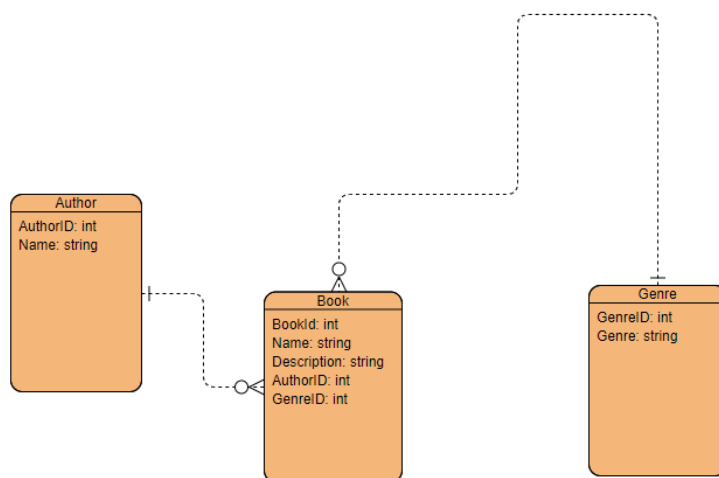 Author
AuthorID: int
Name: string
Book
BookId: int
Name: string
Description: string
AuthorID: int
GenreID: int
Genre
GenreID: int
Genre: string